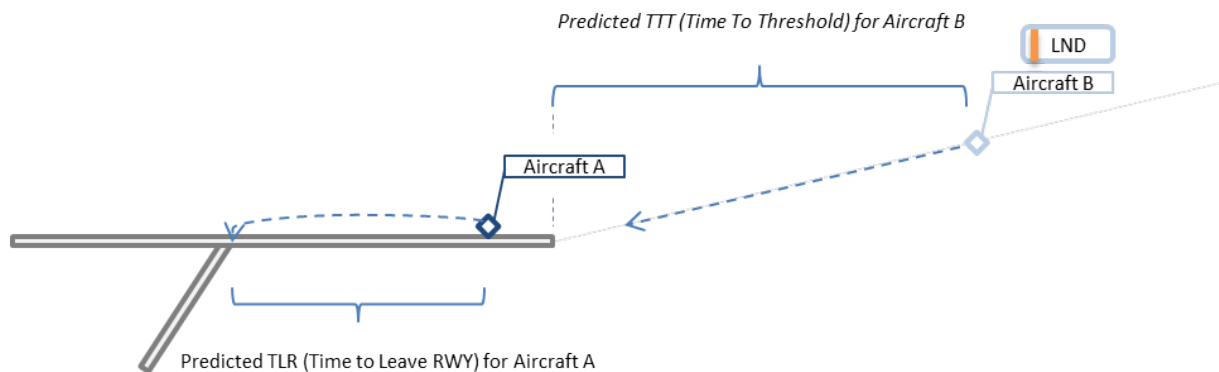 Predicted TTT (Time To Threshold) for Aircraft B
LND
Aircraft B
Aircraft A
Predicted TLR (Time to Leave RWY) for Aircraft A